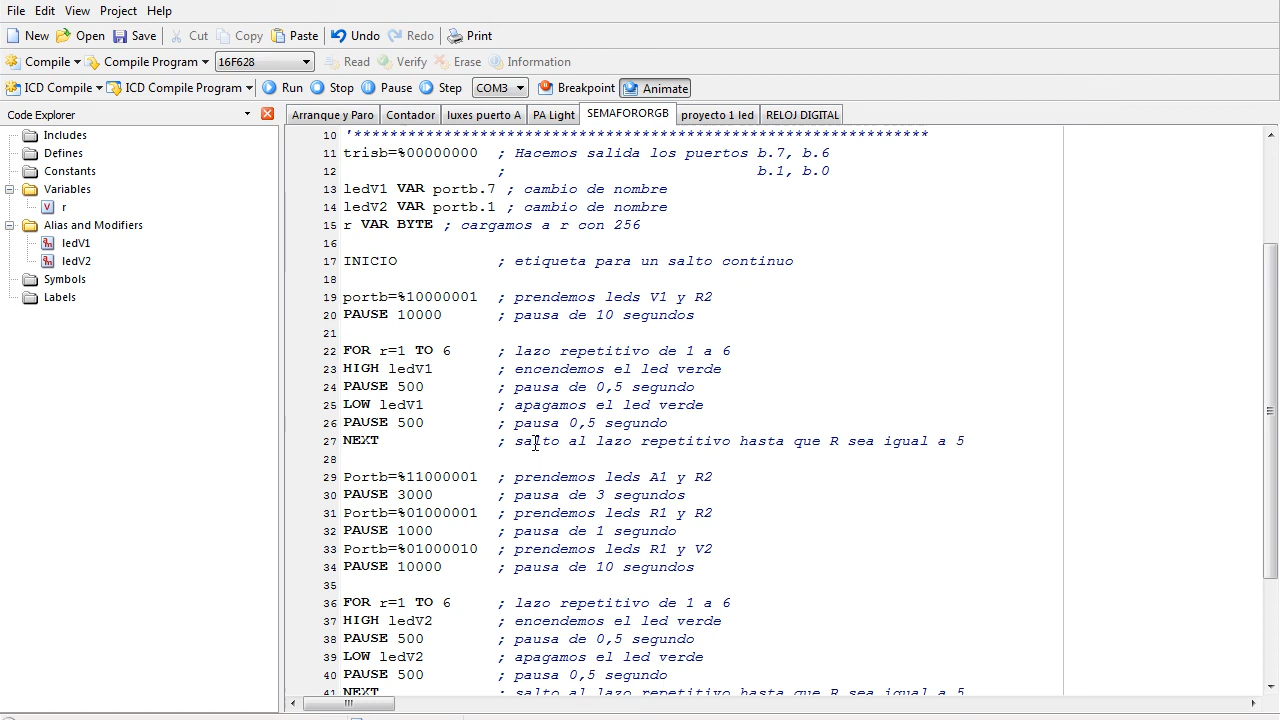 File Edit View Project Help
New Open Save Cut Copy Paste Undo Redo Print
Compile Compile Program 16F628 Read Verify Erase Information
ICD Compile ICD Compile Program Run Stop Pause Step COM3 Breakpoint Animate
Code Explorer
Includes
Defines
Constants
Variables
r
Alias and Modifiers
ledV1
ledV2
Symbols
Labels
Arranque y Paro Contador luxes puerto A PA Light SEMAFORORGB proyecto 1 led RELOJ DIGITAL
10 '****************************************************************
11 trisb=%00000000 ; Hacemos salida los puertos b.7, b.6
12 ; b.1, b.0
13 ledV1 VAR portb.7 ; cambio de nombre
14 ledV2 VAR portb.1 ; cambio de nombre
15 r VAR BYTE ; cargamos a r con 256
16
17 INICIO ; etiqueta para un salto continuo
18
19 portb=%10000001 ; prendemos leds V1 y R2
20 PAUSE 10000 ; pausa de 10 segundos
21
22 FOR r=1 TO 6 ; lazo repetitivo de 1 a 6
23 HIGH ledV1 ; encendemos el led verde
24 PAUSE 500 ; pausa de 0,5 segundo
25 LOW ledV1 ; apagamos el led verde
26 PAUSE 500 ; pausa 0,5 segundo
27 NEXT ; salto al lazo repetitivo hasta que R sea igual a 5
28
29 Portb=%11000001 ; prendemos leds A1 y R2
30 PAUSE 3000 ; pausa de 3 segundos
31 Portb=%01000001 ; prendemos leds R1 y R2
32 PAUSE 1000 ; pausa de 1 segundo
33 Portb=%01000010 ; prendemos leds R1 y V2
34 PAUSE 10000 ; pausa de 10 segundos
35
36 FOR r=1 TO 6 ; lazo repetitivo de 1 a 6
37 HIGH ledV2 ; encendemos el led verde
38 PAUSE 500 ; pausa de 0,5 segundo
39 LOW ledV2 ; apagamos el led verde
40 PAUSE 500 ; pausa 0,5 segundo
41 NEXT ; salto al lazo repetitivo hasta que R sea igual a 5